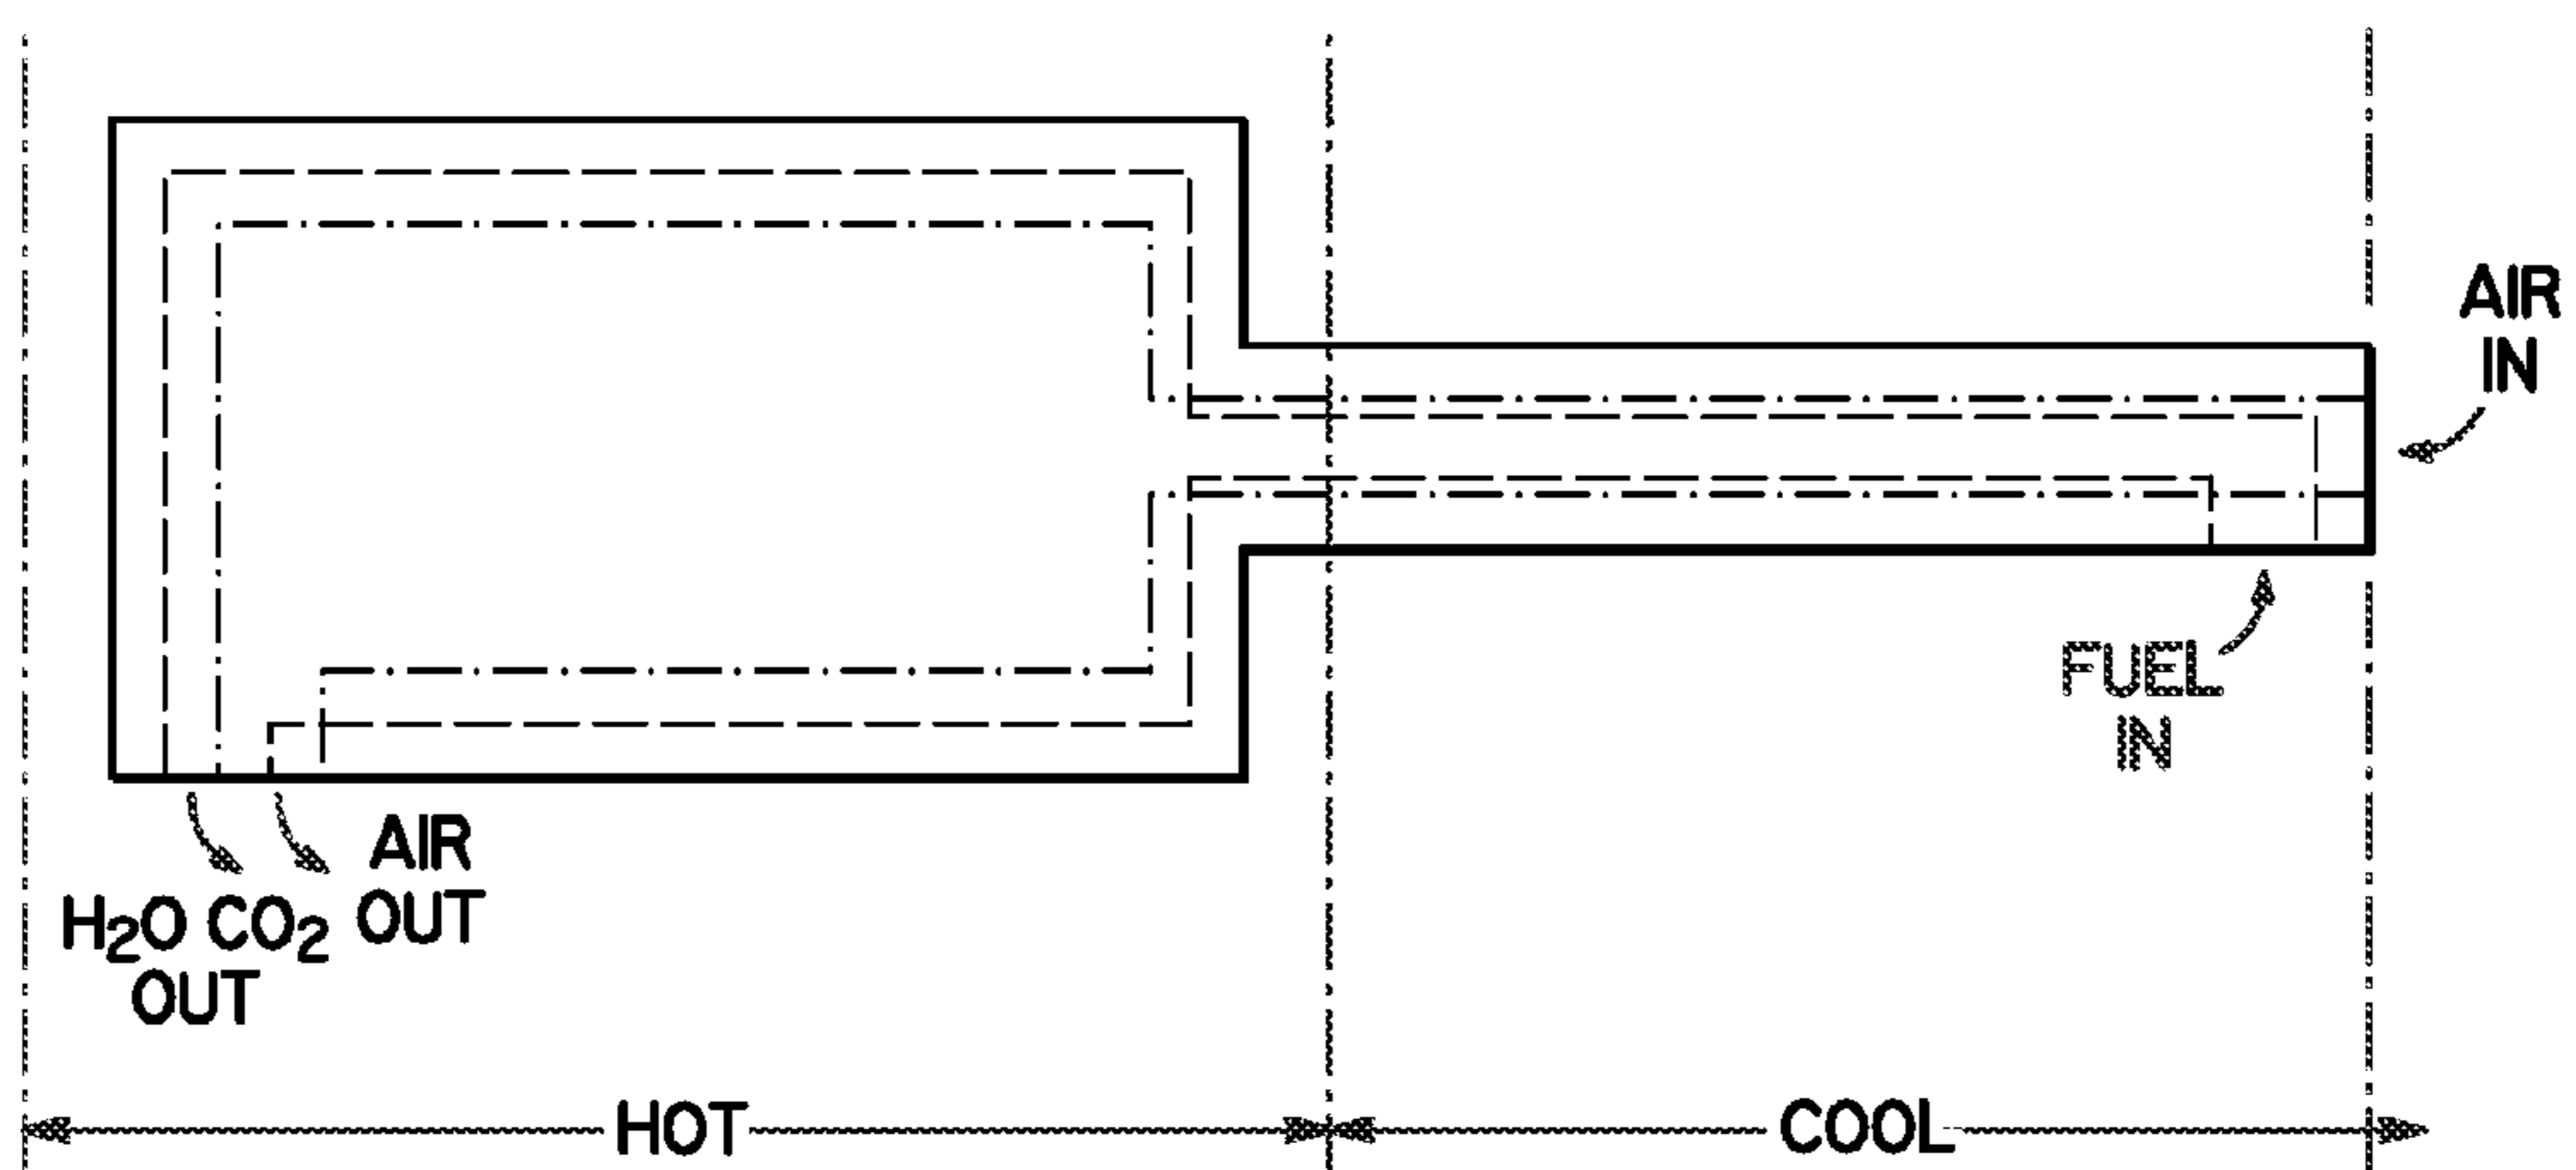 AIR
IN
FUEL
IN
AIR
OUT
H₂O CO₂
OUT
HOT
COOL